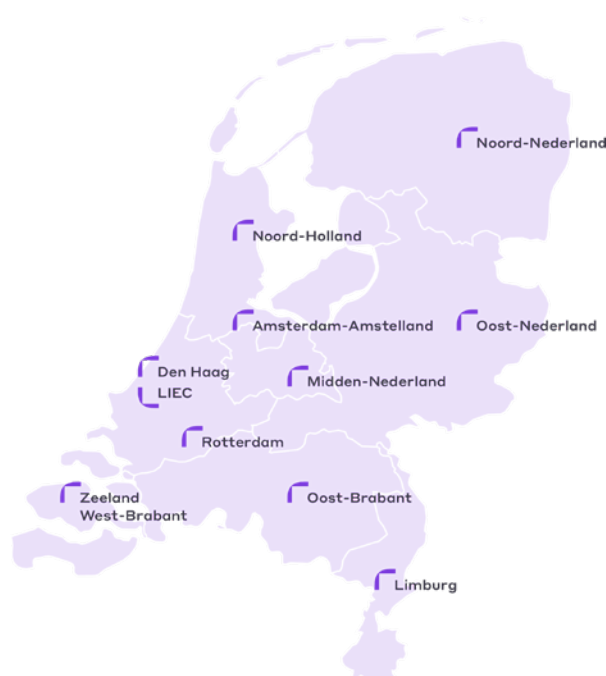 Noord-Nederland
Noord-Holland
Amsterdam-Amstelland
Oost-Nederland
Den Haag
LIEC
Midden-Nederland
Rotterdam
Zeeland
West-Brabant
Oost-Brabant
Limburg